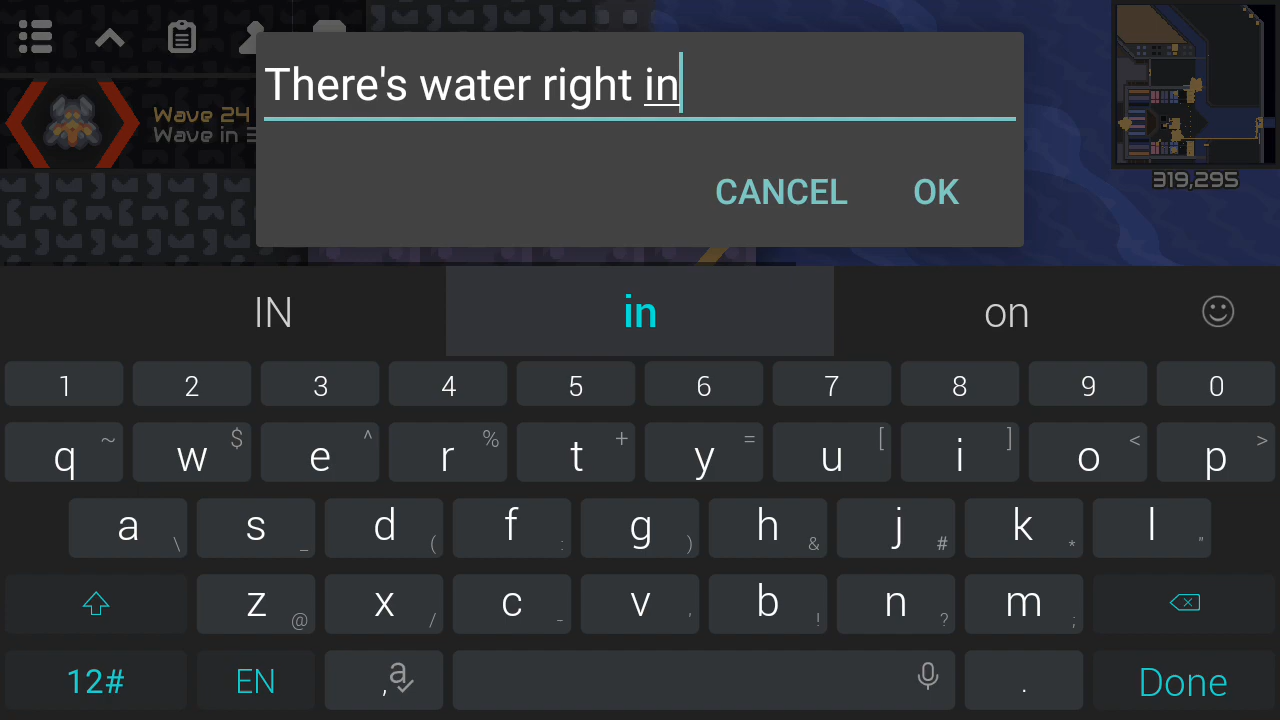 There's water right in
CANCEL OK
Wave 24
Wave in
319,295
IN in on
1 2 3 4 5 6 7 8 9 0
q ~ w $ e ^ r % t + y = u [ i ] o < p >
a \ s _ d ( f : g ) h & j # k * l "
z @ x / c - v ' b ! n ? m ;
12# EN , a . Done